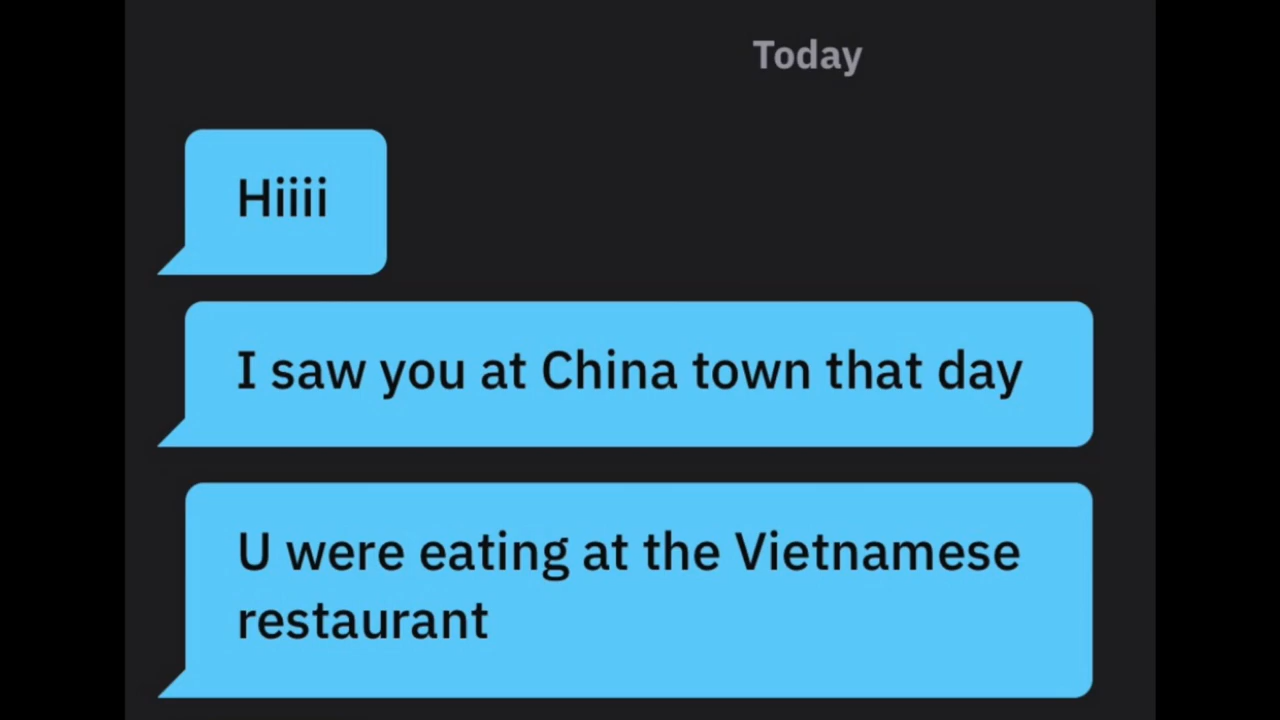 Today
Hiiii
I saw you at China town that day
U were eating at the Vietnamese
restaurant